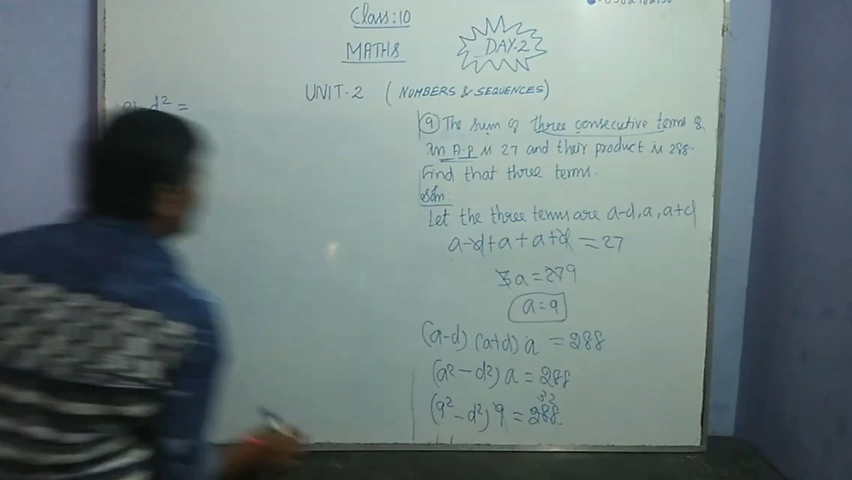 Class:10
MATHS
DAY-2
UNIT-2 ( NUMBERS & SEQUENCES)
d² =
⑨ The sum of three consecutive terms of
an A.P is 27 and their product is 288.
Find that three terms.
Soln:
Let the three terms are a-d, a, a+d
a-d+a+a+d = 27
3a = 279
a=9
(a-d) (a+d) a = 288
(a²-d²) a = 288
32
(9²-d²) 9 = 288